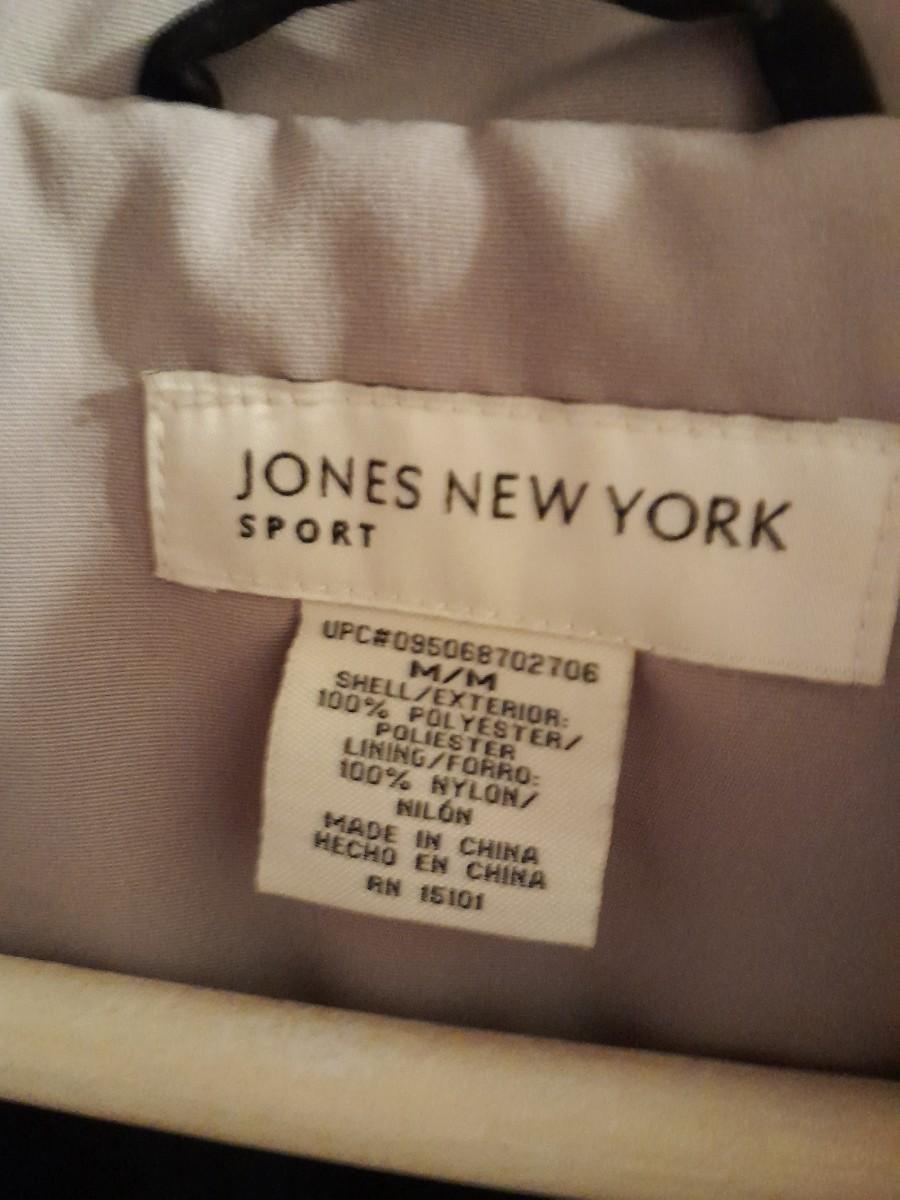 JONES NEW YORK
SPORT
UPC#095068702706
M/M
SHELL/EXTERIOR:
100% POLYESTER/
POLIESTER
LINING/FORRO:
100% NYLON/
NILÓN
MADE IN CHINA
HECHO EN CHINA
RN 15101